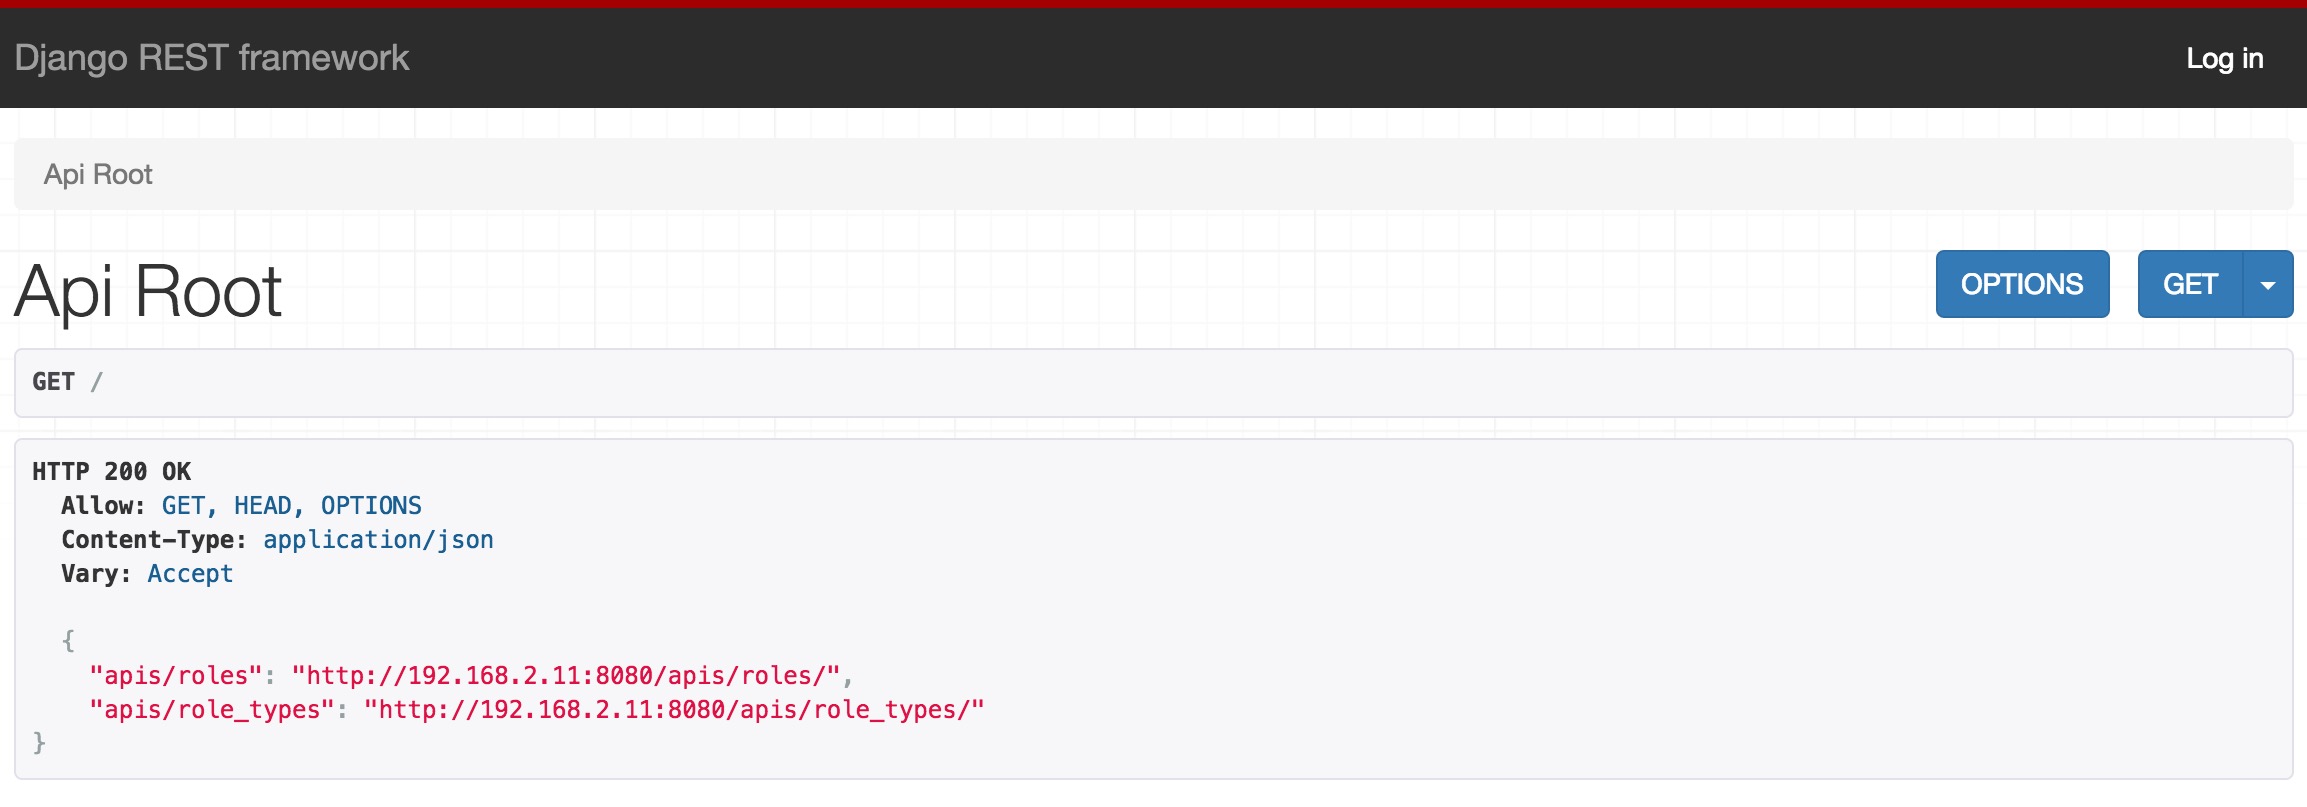 Django REST framework
Log in
Api Root
Api Root
OPTIONS
GET
GET /
HTTP 200 OK
Allow: GET, HEAD, OPTIONS
Content-Type: application/json
Vary: Accept
{
"apis/roles": "http://192.168.2.11:8080/apis/roles/",
"apis/role_types": "http://192.168.2.11:8080/apis/role_types/"
}